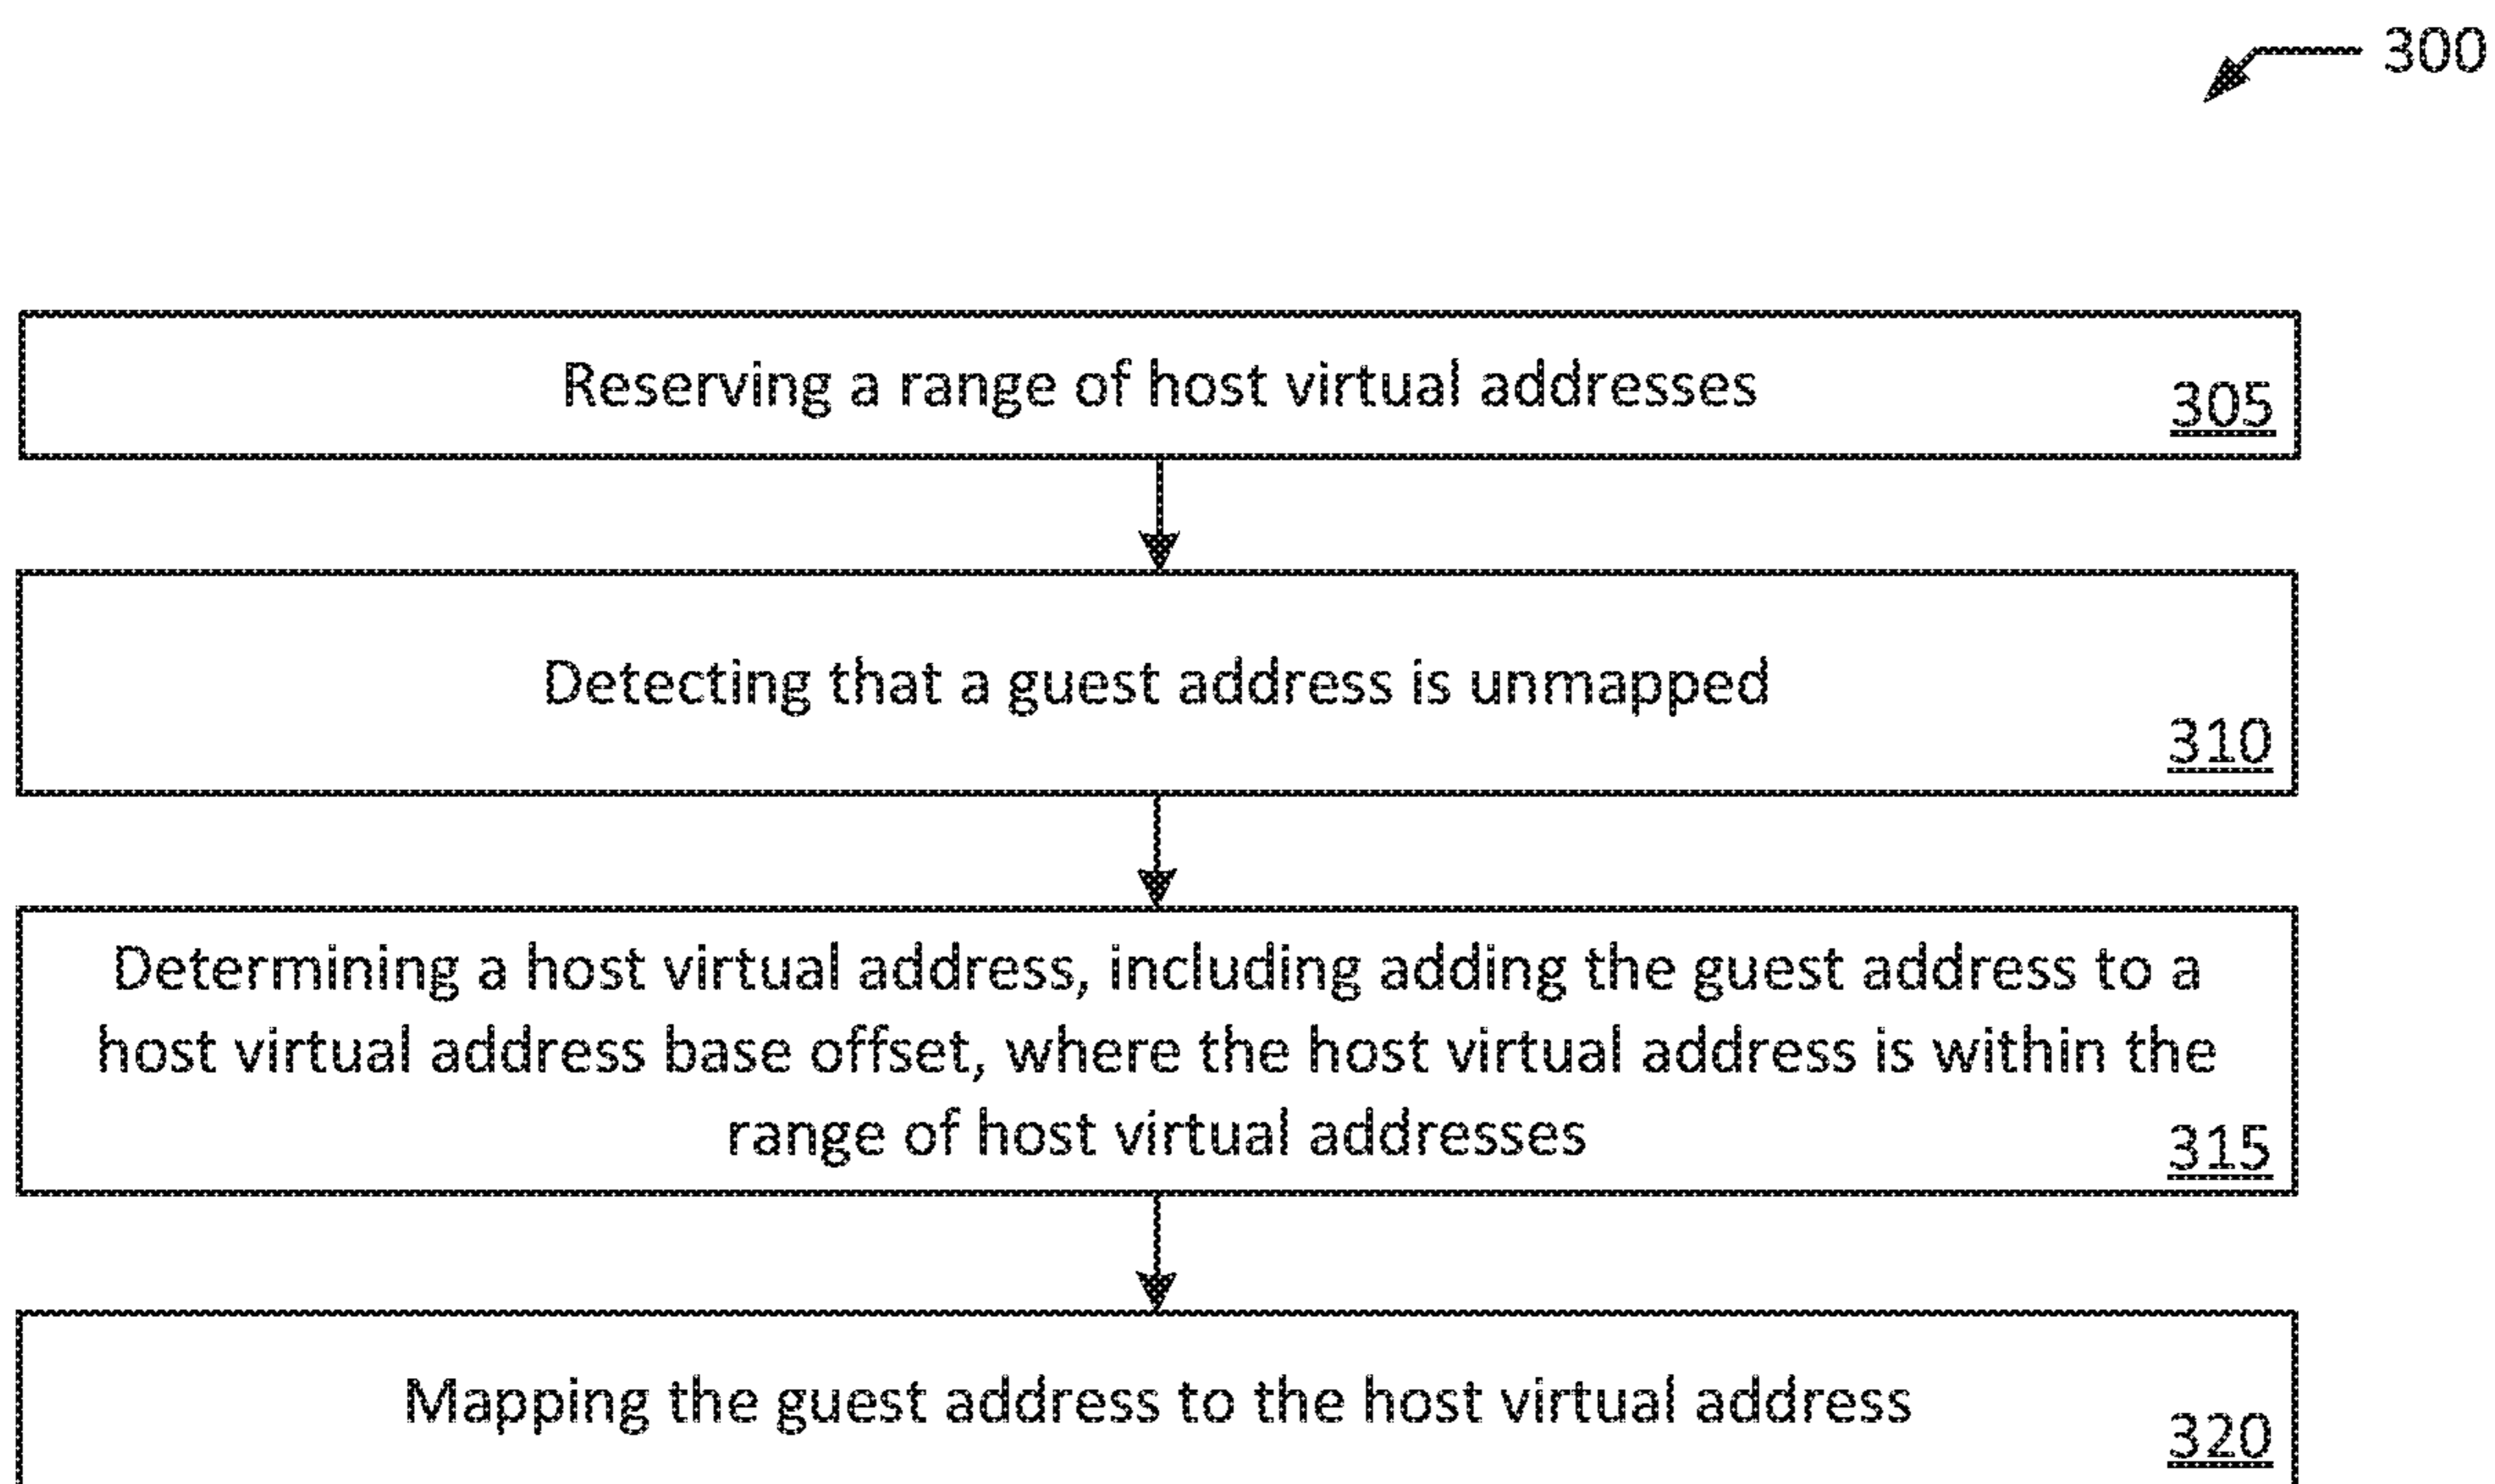 300
Reserving a range of host virtual addresses
305
Detecting that a guest address is unmapped
310
Determining a host virtual address, including adding the guest address to a
host virtual address base offset, where the host virtual address is within the
range of host virtual addresses
315
Mapping the guest address to the host virtual address
320